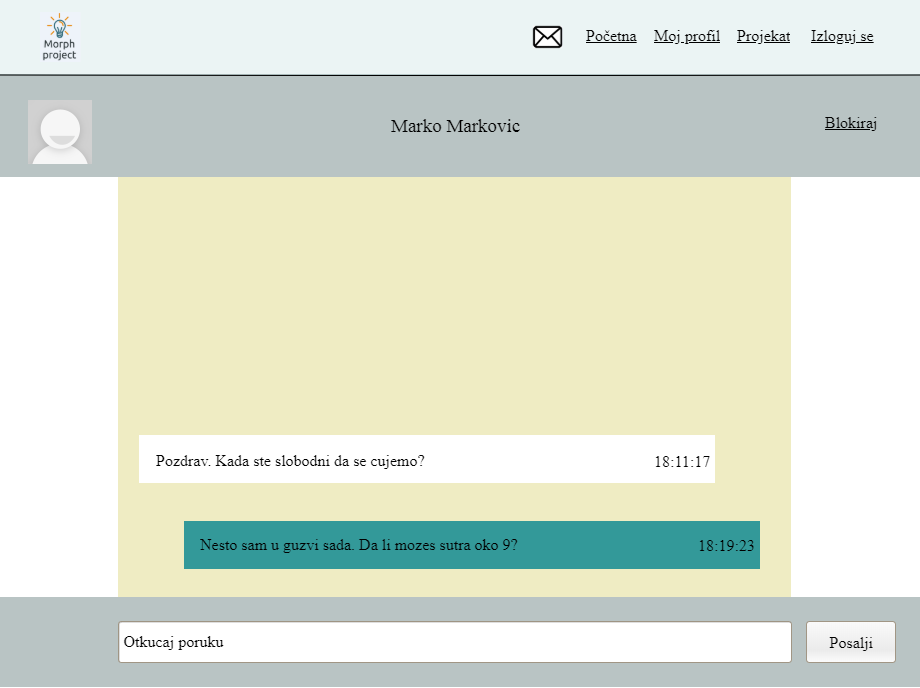 Morph
project
Početna Moj profil Projekat Izloguj se
Marko Markovic
Blokiraj
Pozdrav. Kada ste slobodni da se cujemo? 18:11:17
Nesto sam u guzvi sada. Da li mozes sutra oko 9? 18:19:23
Otkucaj poruku
Posalji